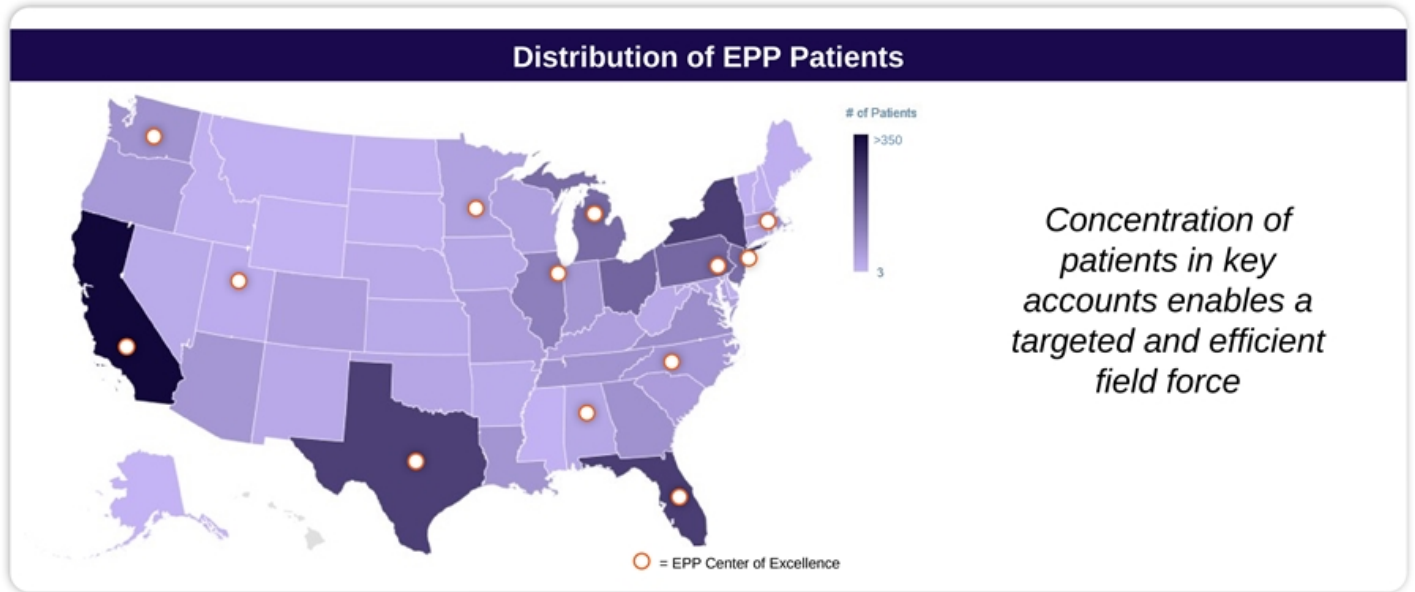 Distribution of EPP Patients
# of Patients
>350
3
Concentration of
patients in key
accounts enables a
targeted and efficient
field force
= EPP Center of Excellence